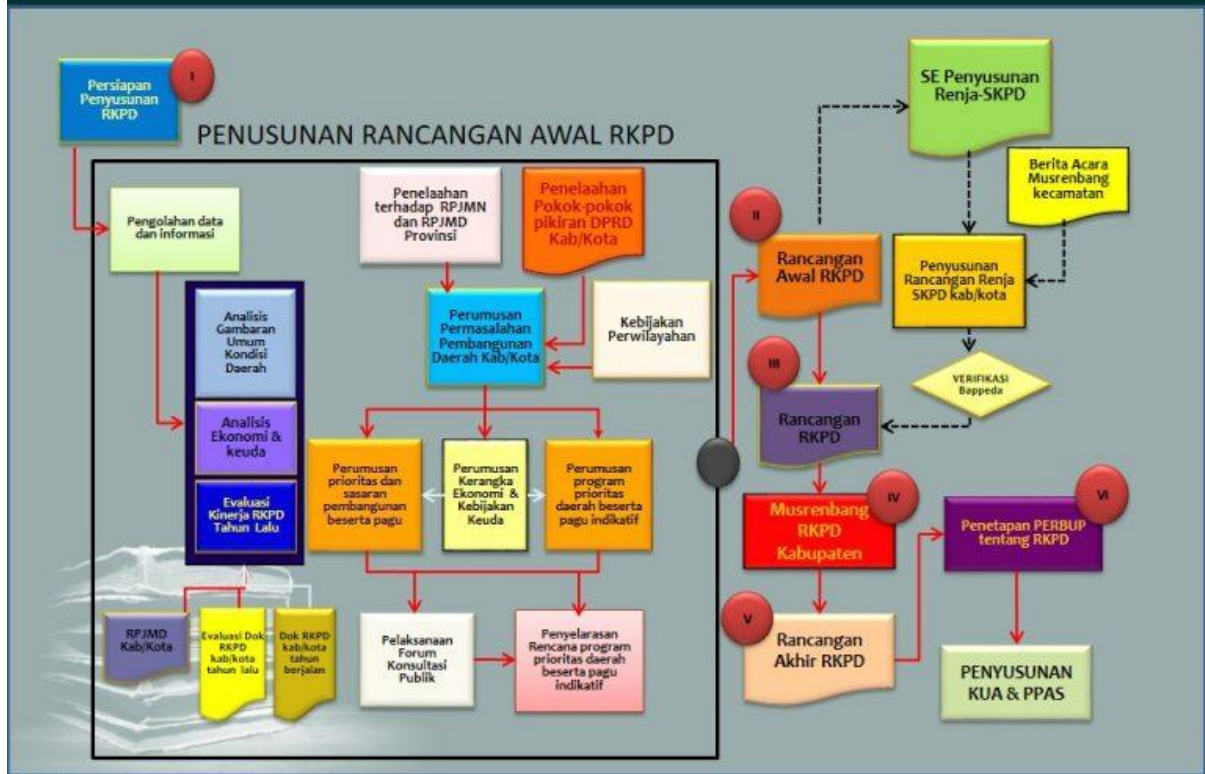 I
Persiapan
Penyusunan
RKPD
PENUSUNAN RANCANGAN AWAL RKPD
Pengolahan data
dan informasi
Analisis
Gambaran
Umum
Kondisi
Daerah
Analisis
Ekonomi &
keuda
Evaluasi
Kinerja RKPD
Tahun Lalu
RPJMD
Kab/Kota
Evaluasi Dok
RKPD
kab/kota
tahun lalu
Dok RKPD
kab/kota
tahun
berjalan
Penelaahan
terhadap RPJMN
dan RPJMD
Provinsi
Penelaahan
Pokok-pokok
pikiran DPRD
Kab/Kota
Perumusan
Permasalahan
Pembangunan
Daerah Kab/Kota
Kebijakan
Perwilayahan
Perumusan
prioritas dan
sasaran
pembangunan
beserta pagu
Perumusan
Kerangka
Ekonomi &
Kebijakan
Keuda
Perumusan
program
prioritas
daerah beserta
pagu indikatif
Pelaksanaan
Forum
Konsultasi
Publik
Penyelarasan
Rencana program
prioritas daerah
beserta pagu
indikatif
II
Rancangan
Awal RKPD
SE Penyusunan
Renja-SKPD
Berita Acara
Musrenbang
kecamatan
Penyusunan
Rancangan Renja
SKPD kab/kota
VERIFIKASI
Bappeda
III
Rancangan
RKPD
IV
Musrenbang
RKPD
Kabupaten
V
Rancangan
Akhir RKPD
VI
Penetapan PERBUP
tentang RKPD
PENYUSUNAN
KUA & PPAS